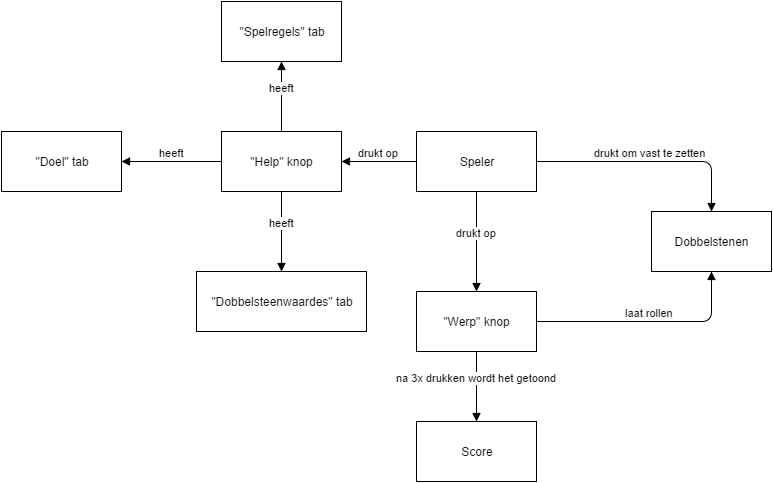 "Spelregels" tab
heeft
"Doel" tab
heeft
"Help" knop
drukt op
Speler
drukt om vast te zetten
heeft
drukt op
Dobbelstenen
"Dobbelsteenwaardes" tab
"Werp" knop
laat rollen
na 3x drukken wordt het getoond
Score